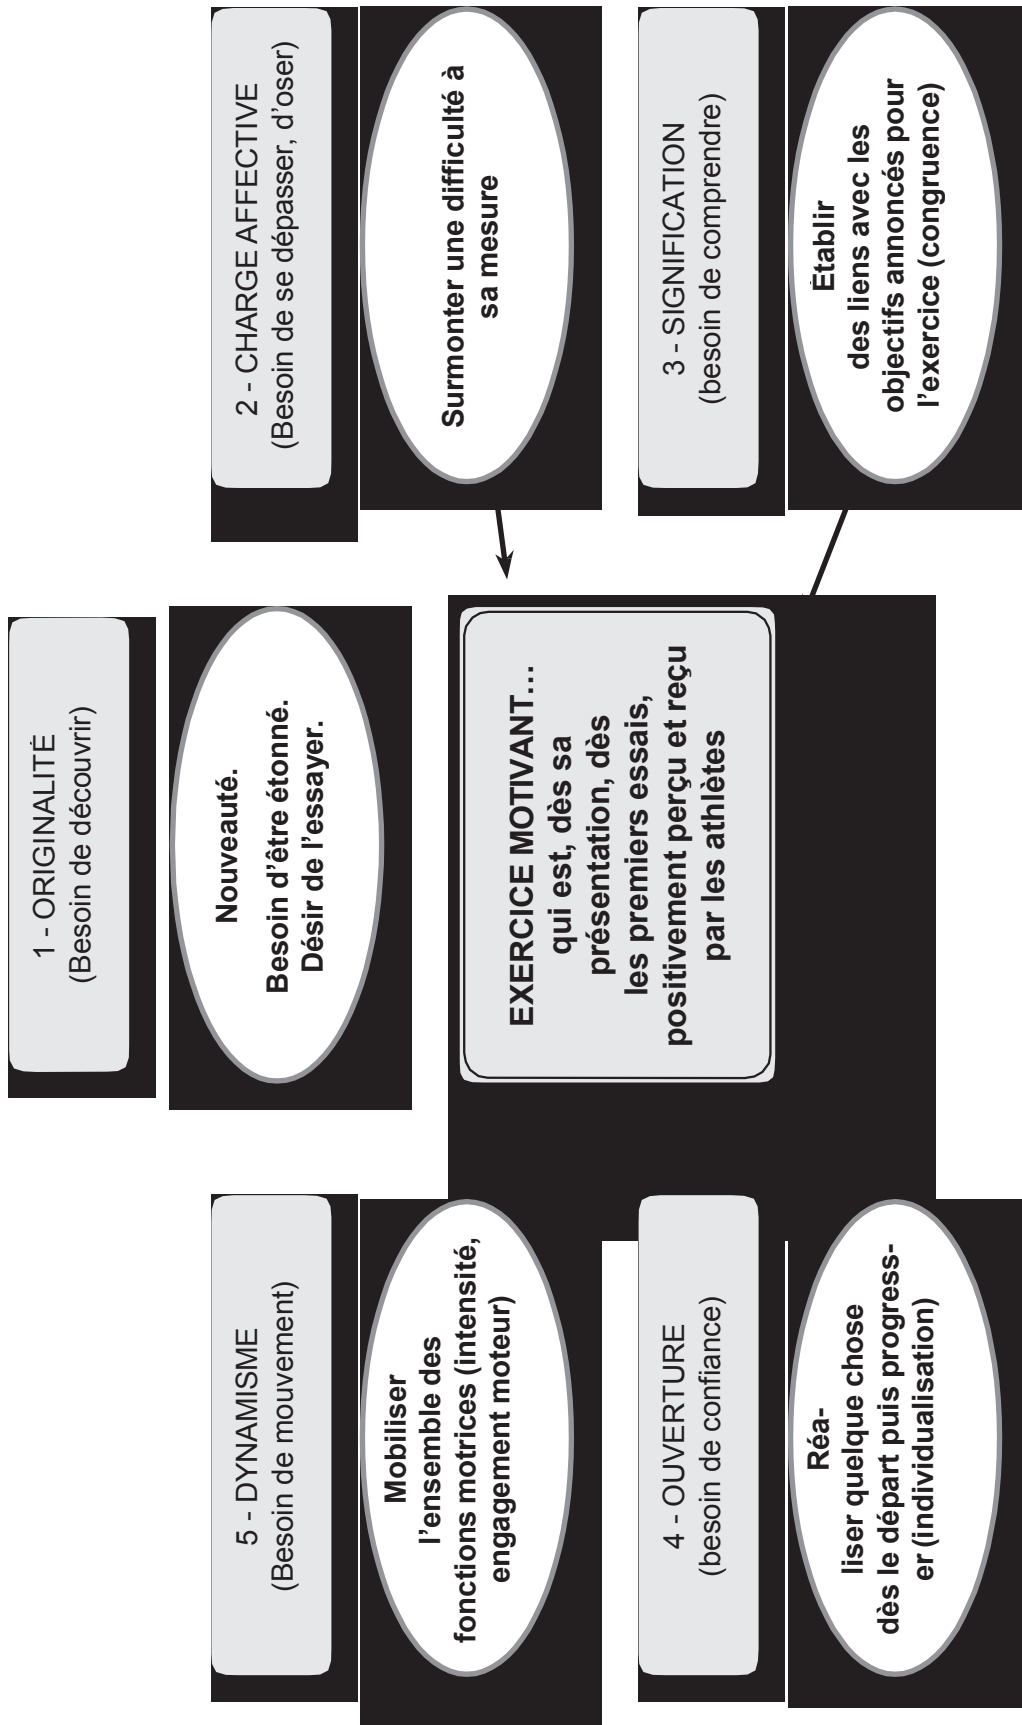 1 - ORIGINALITÉ
(Besoin de découvrir)
Nouveauté.
Besoin d’être étonné.
Désir de l’essayer.
2 - CHARGE AFFECTIVE
(Besoin de se dépasser, d’oser)
Surmonter une difficulté à
sa mesure
3 - SIGNIFICATION
(besoin de comprendre)
Établir
des liens avec les
objectifs annoncés pour
l’exercice (congruence)
4 - OUVERTURE
(besoin de confiance)
Réa-
liser quelque chose
dès le départ puis progress-
er (individualisation)
5 - DYNAMISME
(Besoin de mouvement)
Mobiliser
l’ensemble des
fonctions motrices (intensité,
engagement moteur)
EXERCICE MOTIVANT…
qui est, dès sa
présentation, dès
les premiers essais,
positivement perçu et reçu
par les athlètes